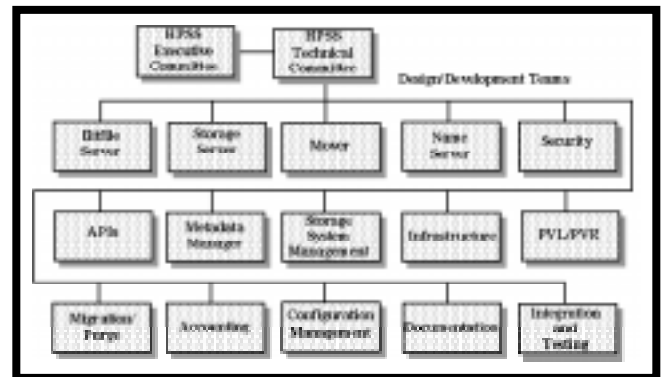 HPSS
Executive
Committee
HPSS
Technical
Committee
Design/Development Teams
Bitfile
Server
Storage
Server
Mover
Name
Server
Security
APIs
Metadata
Manager
Storage
System
Management
Infrastructure
PVL/PVR
Migration/
Purge
Accounting
Configuration
Management
Documentation
Integration
and
Testing